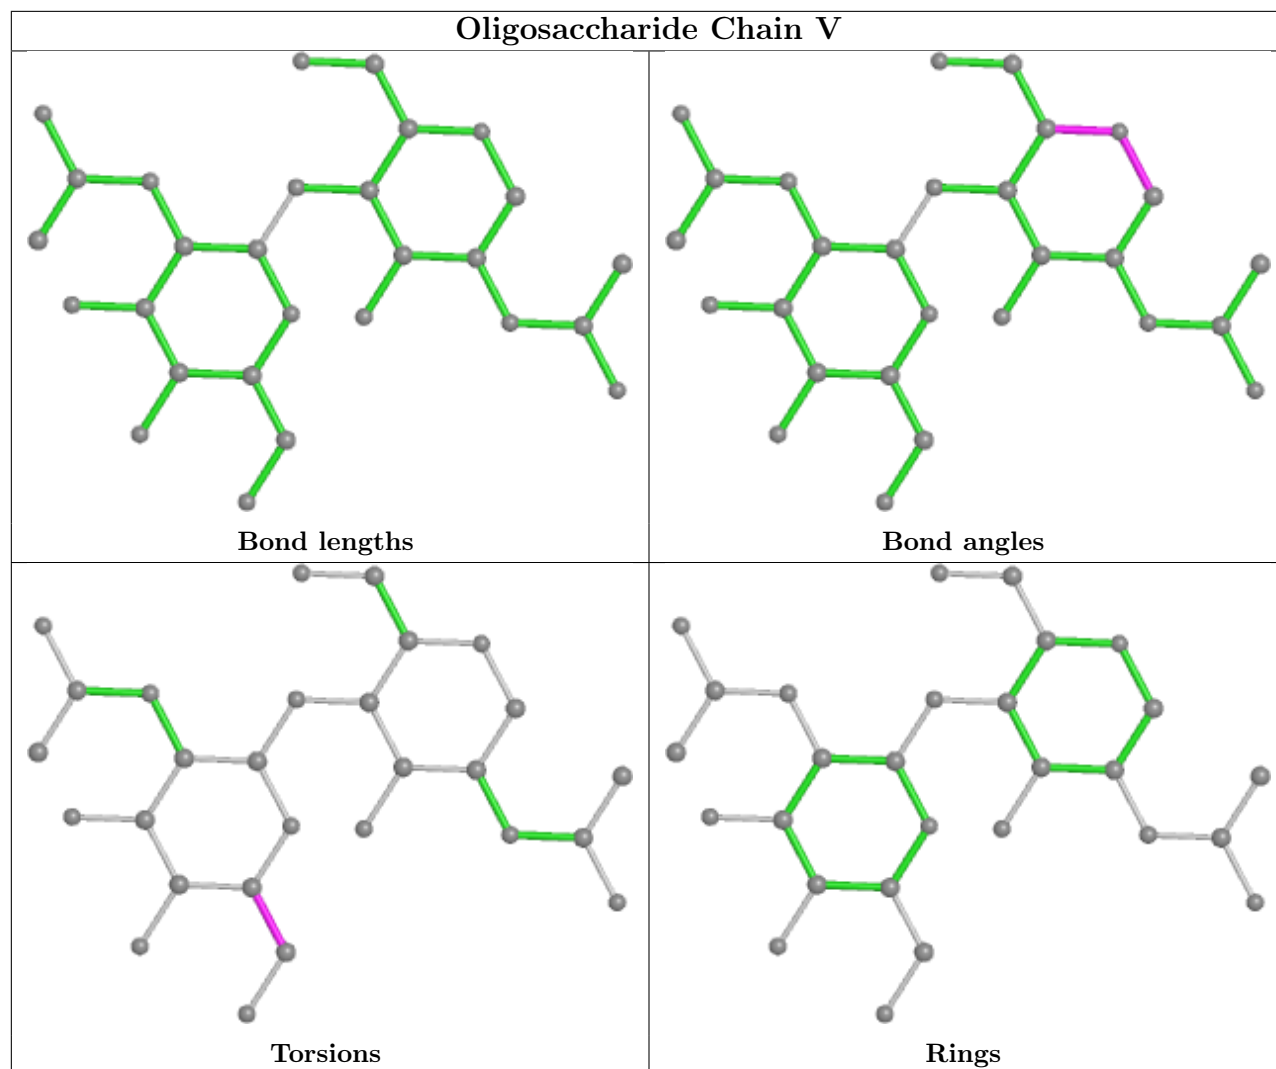 Oligosaccharide Chain V
Bond lengths
Bond angles
Torsions
Rings